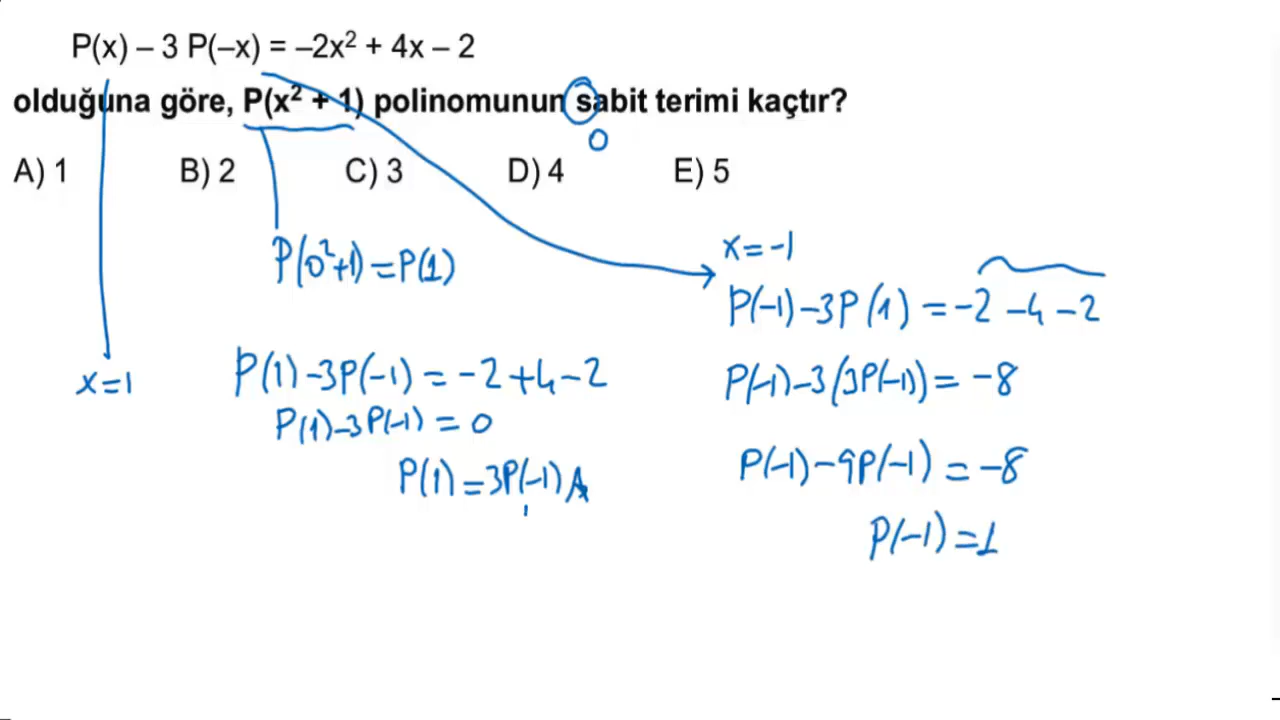 P(x) – 3 P(–x) = –2x² + 4x – 2
olduğuna göre, P(x² + 1) polinomunun sabit terimi kaçtır?
0
A) 1 B) 2 C) 3 D) 4 E) 5
P(0²+1) = P(1)
x = 1
P(1) – 3P(–1) = –2 + 4 – 2
P(1) – 3P(–1) = 0
P(1) = 3P(–1)
x = –1
P(–1) – 3P(1) = –2 – 4 – 2
P(–1) – 3(3P(–1)) = –8
P(–1) – 9P(–1) = –8
P(–1) = 1